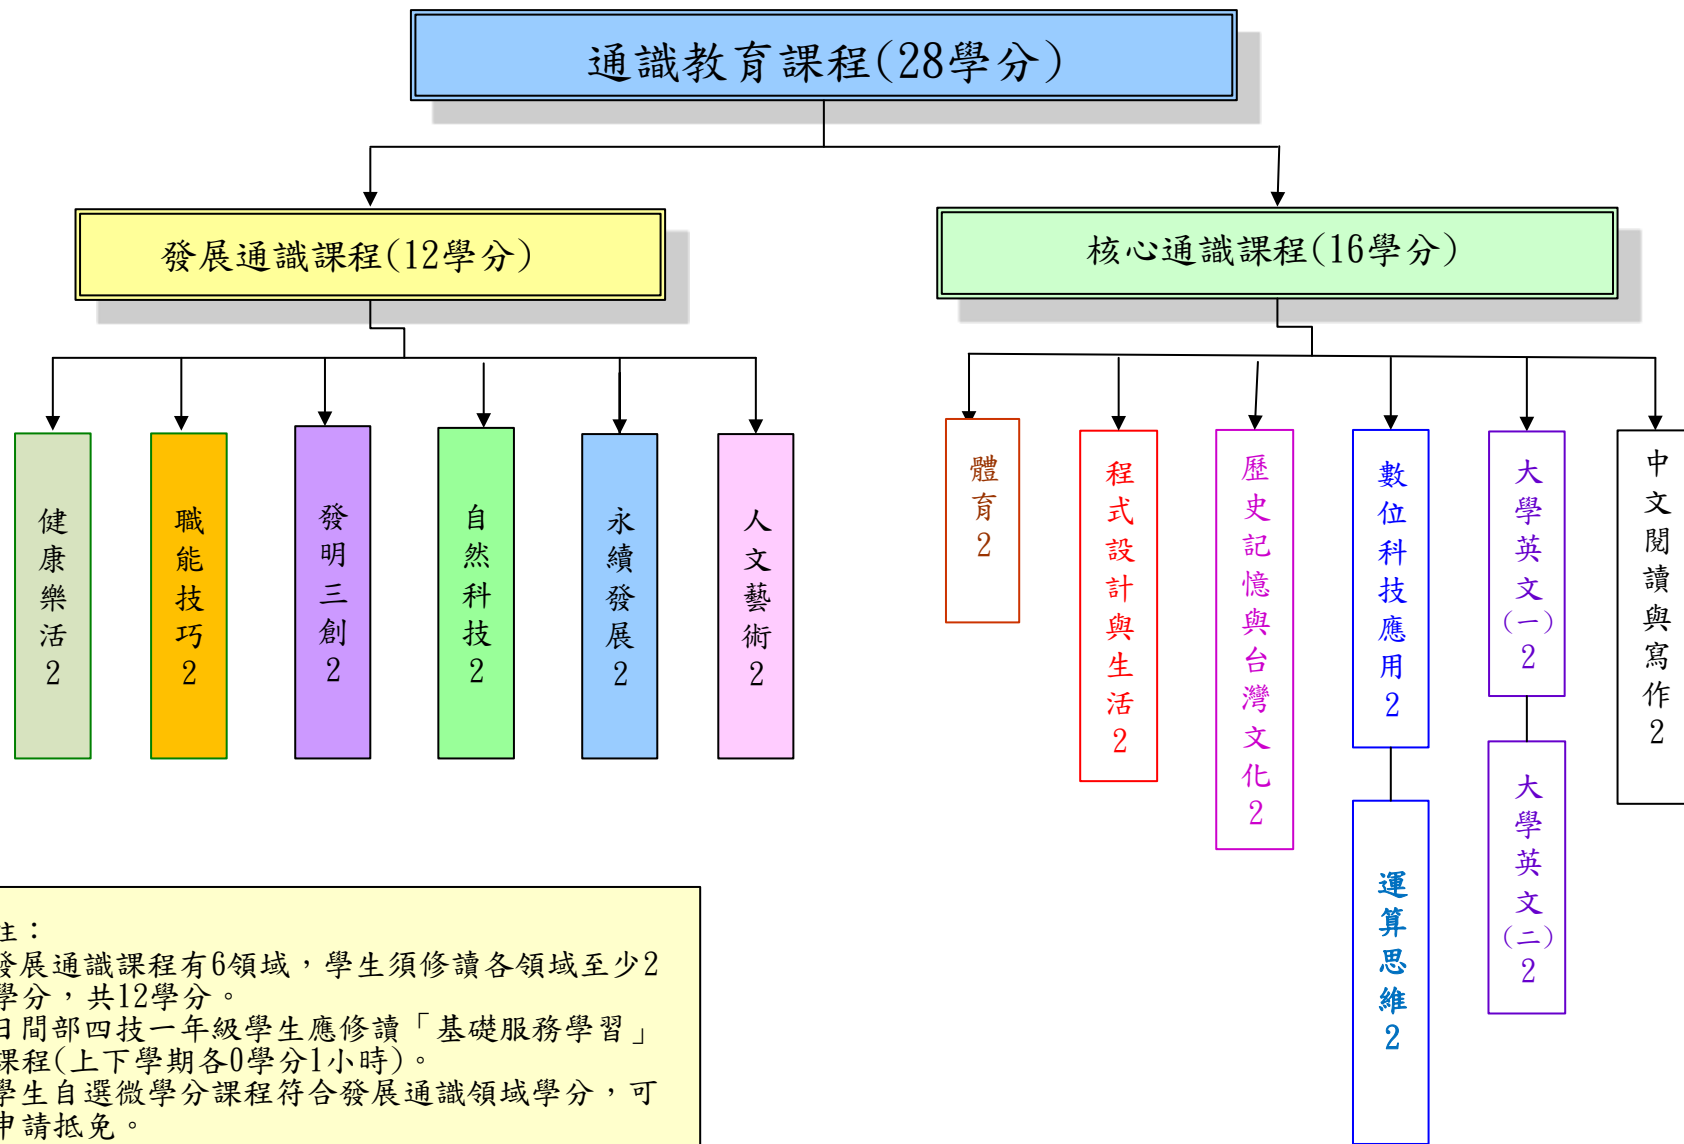 通識教育課程(28學分)
發展通識課程(12學分)
核心通識課程(16學分)
健康樂活2
職能技巧2
發明三創2
自然科技2
永續發展2
人文藝術2
體育2
程式設計與生活2
歷史記憶與台灣文化2
數位科技應用2
運算思維2
大學英文(一)2
大學英文(二)2
中文閱讀與寫作2
註：
發展通識課程有6領域，學生須修讀各領域至少2
學分，共12學分。
日間部四技一年級學生應修讀「基礎服務學習」
課程(上下學期各0學分1小時)。
學生自選微學分課程符合發展通識領域學分，可
申請抵免。